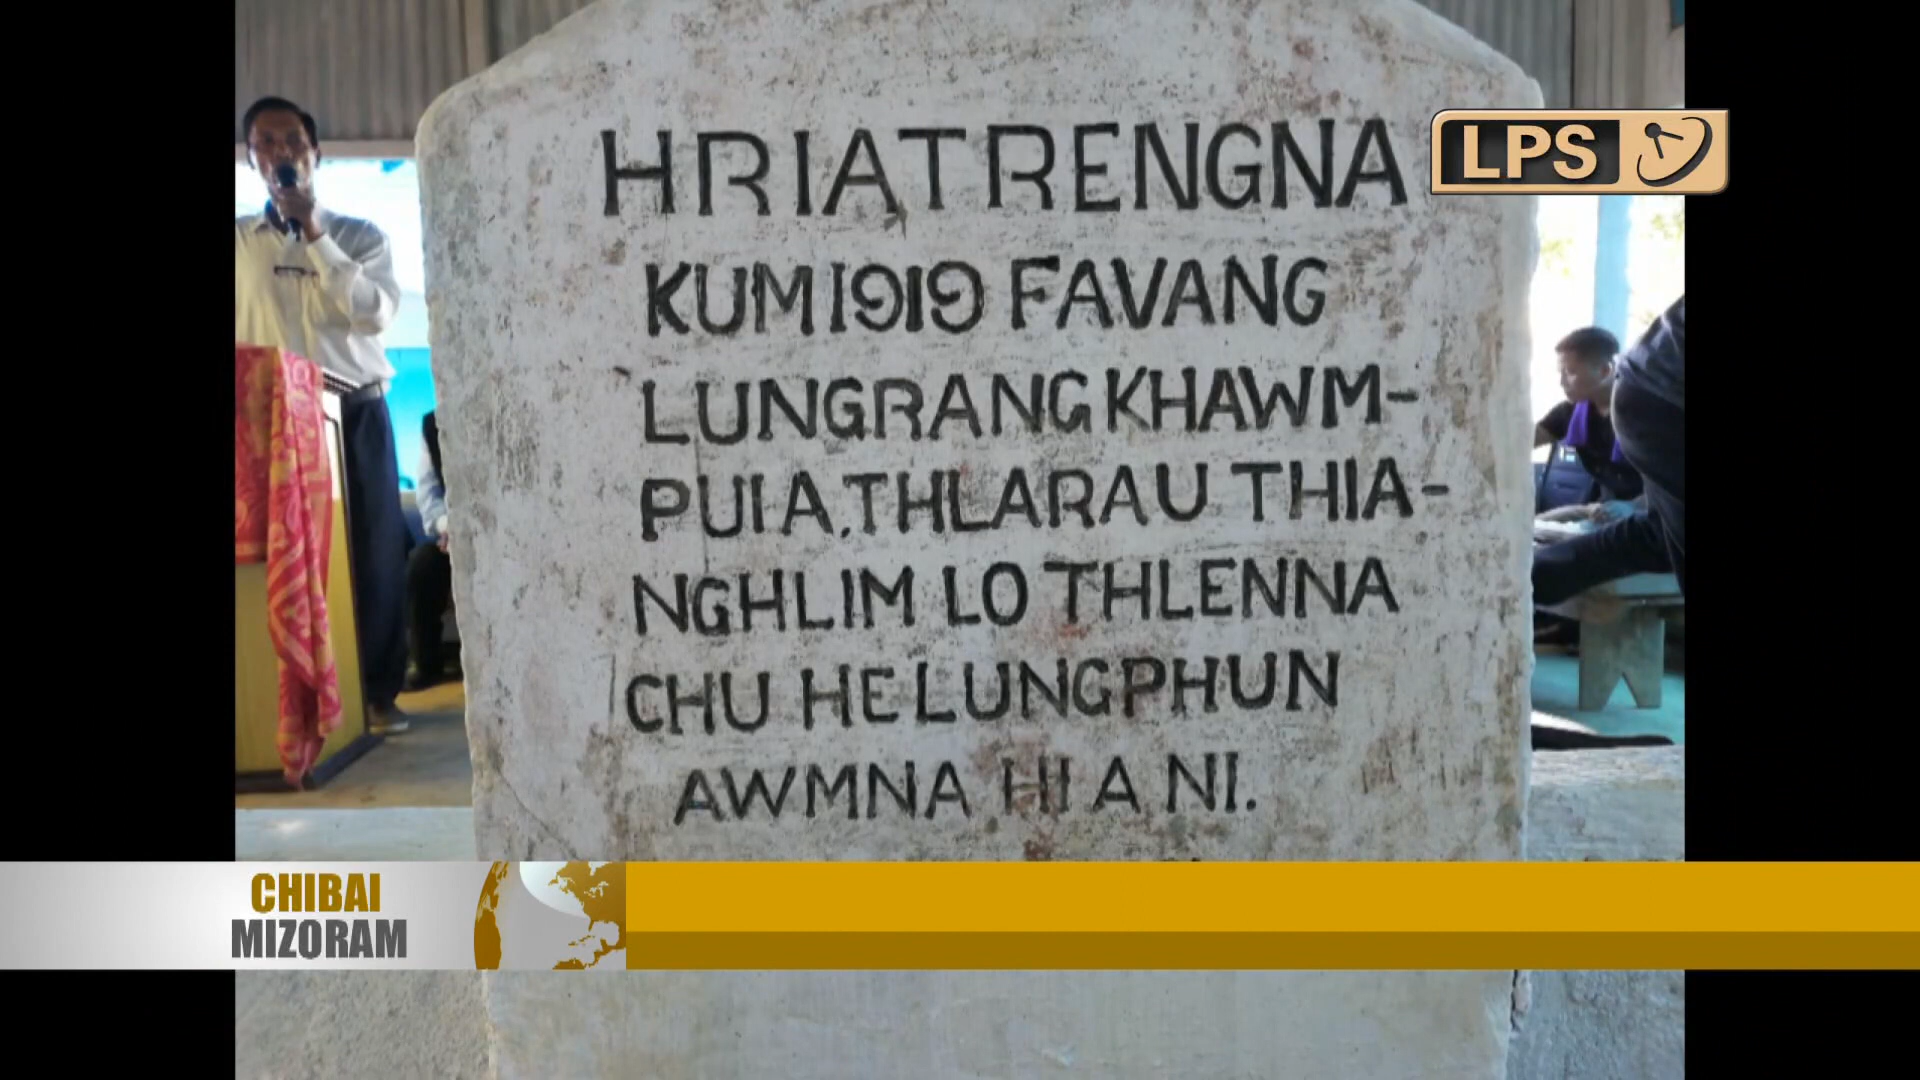 HRIATRENGNA
LPS
KUM 1919 FAVANG
LUNGRANG KHAWM-
PUIA, THLARAU THIA-
NGHLIM LO THLENNA
CHU HE LUNGPHUN
AWMNA HI A NI.
CHIBAI
MIZORAM